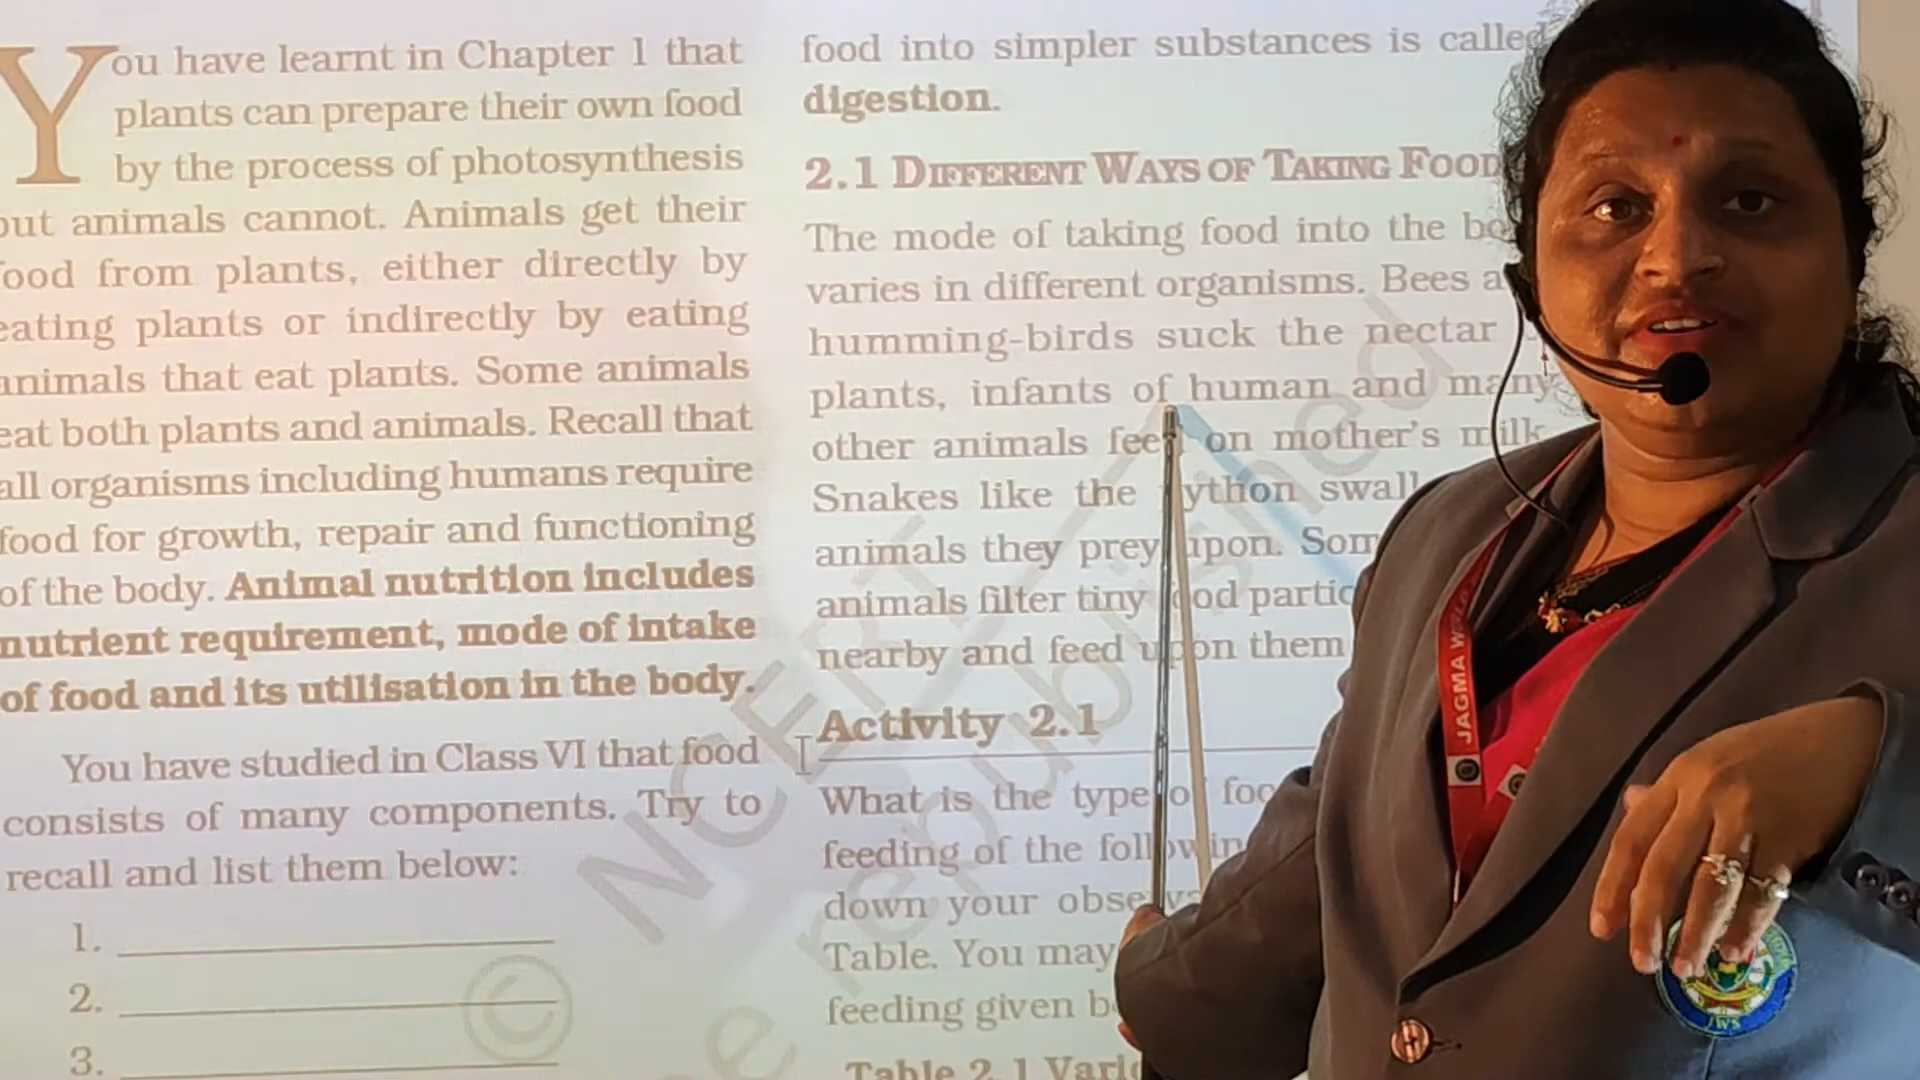 You have learnt in Chapter 1 that
plants can prepare their own food
by the process of photosynthesis
but animals cannot. Animals get their
food from plants, either directly by
eating plants or indirectly by eating
animals that eat plants. Some animals
eat both plants and animals. Recall that
all organisms including humans require
food for growth, repair and functioning
of the body. Animal nutrition includes
nutrient requirement, mode of intake
of food and its utilisation in the body.
You have studied in Class VI that food
consists of many components. Try to
recall and list them below:
1.
2.
3.
food into simpler substances is called
digestion.
2.1 DIFFERENT WAYS OF TAKING FOOD
The mode of taking food into the
varies in different organisms. Bees
humming-birds suck the nectar
plants, infants of human and many
other animals feed on mother's milk
Snakes like the python
animals they prey upon.
animals filter tiny food
nearby and feed upon them
Activity 2.1
What is the type of
feeding of the
down your
Table. You may
feeding given
Table 2.1
© NCERT
republished
JAGMA
JWS